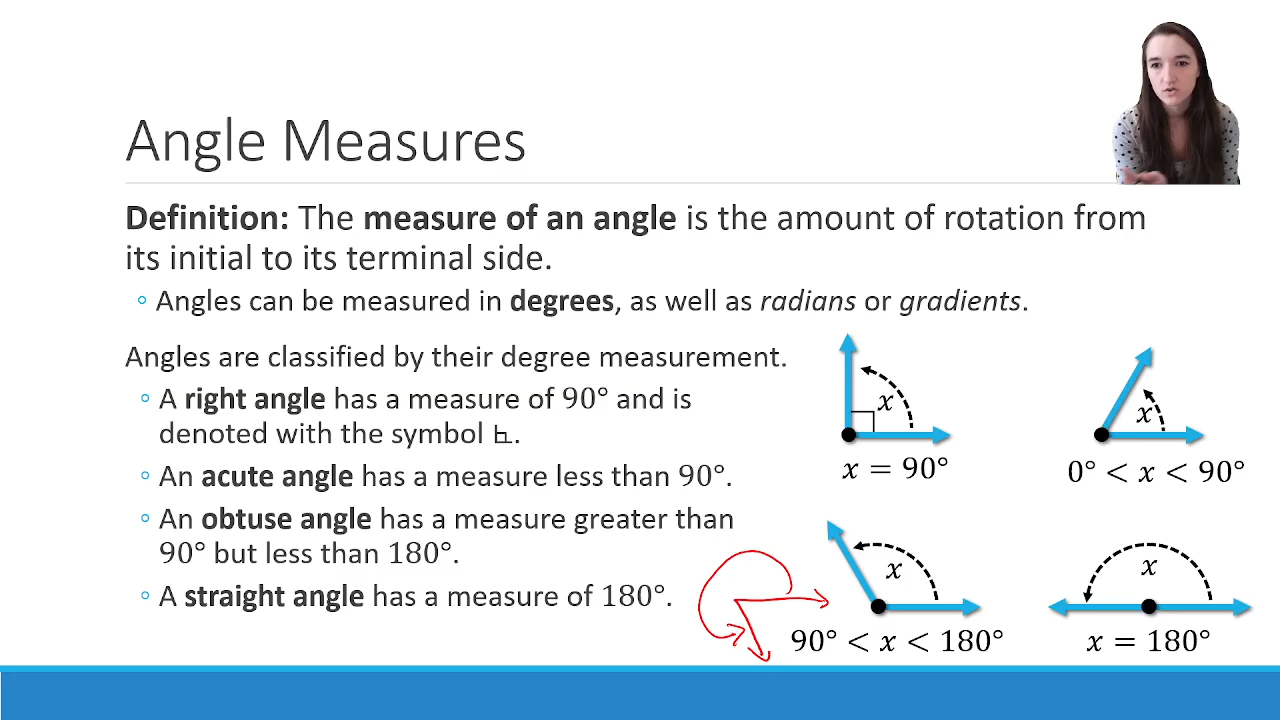 Angle Measures
Definition: The measure of an angle is the amount of rotation from
its initial to its terminal side.
◦ Angles can be measured in degrees, as well as radians or gradients.
Angles are classified by their degree measurement.
◦ A right angle has a measure of 90° and is
denoted with the symbol ⊾.
◦ An acute angle has a measure less than 90°.
◦ An obtuse angle has a measure greater than
90° but less than 180°.
◦ A straight angle has a measure of 180°.
x
x = 90°
x
0° < x < 90°
x
90° < x < 180°
x
x = 180°